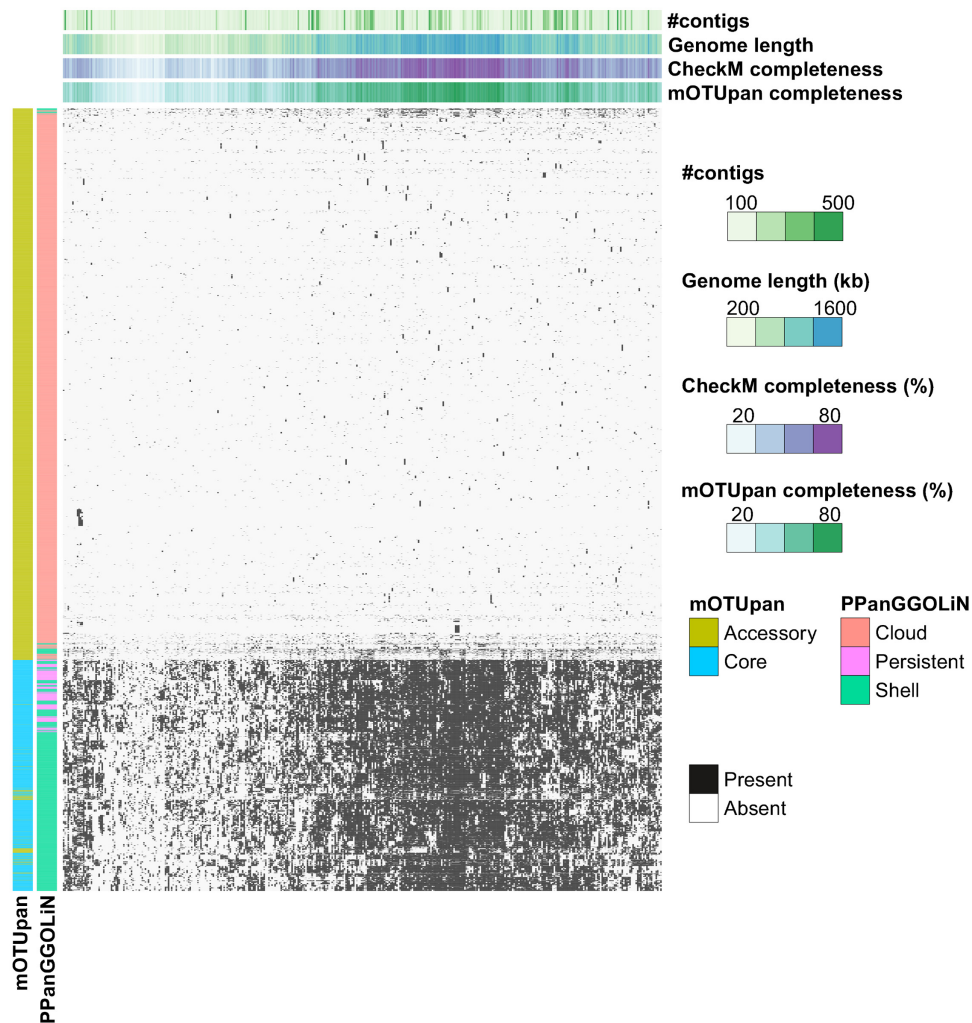 #contigs
Genome length
CheckM completeness
mOTUpan completeness
#contigs
100 500
Genome length (kb)
200 1600
CheckM completeness (%)
20 80
mOTUpan completeness (%)
20 80
mOTUpan PPanGGOLiN
Accessory Cloud
Core Persistent
Shell
Present
Absent
mOTUpan
PPanGGOLiN